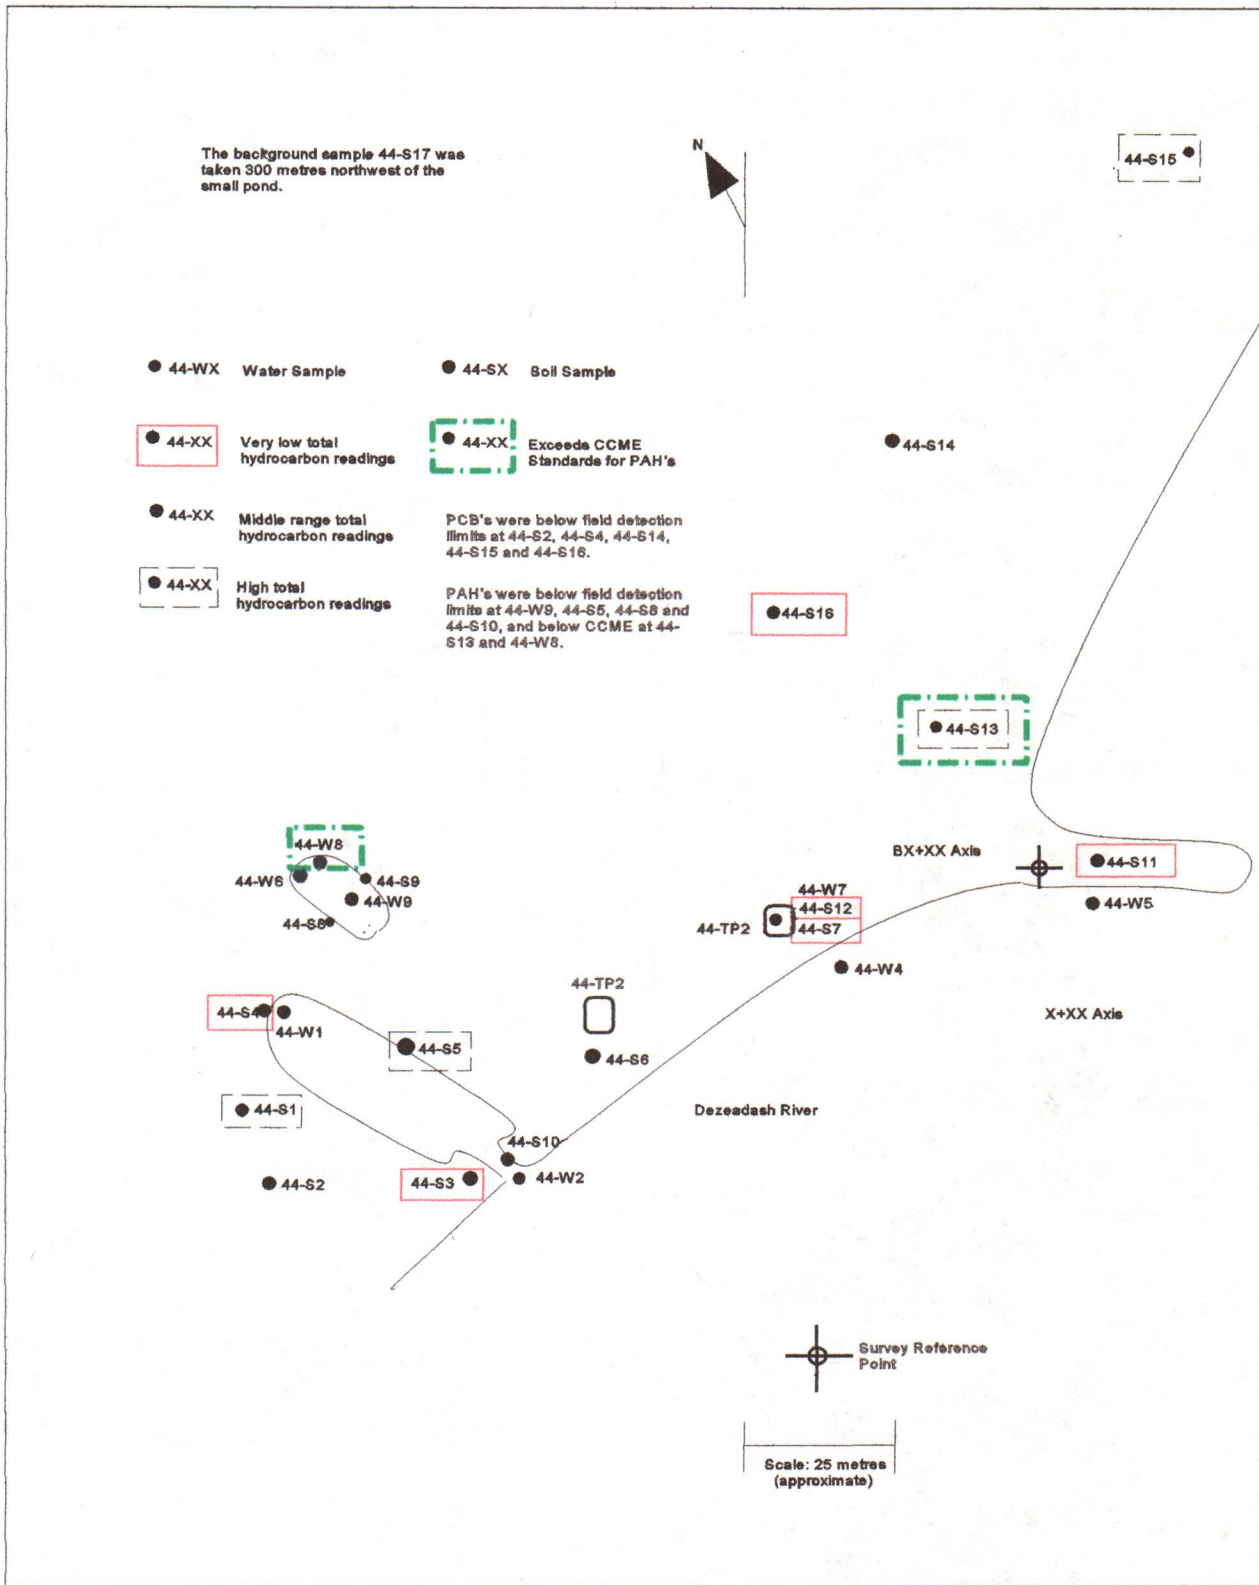 The background sample 44-S17 was
taken 300 metres northwest of the
small pond.
N
44-S15
44-WX Water Sample
44-SX Soil Sample
44-XX Very low total
hydrocarbon readings
44-XX Exceeds CCME
Standards for PAH's
44-S14
44-XX Middle range total
hydrocarbon readings
PCB's were below field detection
limits at 44-S2, 44-S4, 44-S14,
44-S15 and 44-S16.
44-XX High total
hydrocarbon readings
PAH's were below field detection
limits at 44-W9, 44-S5, 44-S8 and
44-S10, and below CCME at 44-
S13 and 44-W8.
44-S16
44-S13
44-W8
BX+XX Axis
44-S11
44-W6
44-S9
44-W9
44-W7
44-S12
44-S7
44-W5
44-S8
44-TP2
44-W4
44-TP2
44-S4
44-W1
X+XX Axis
44-S5
44-S6
44-S1
Dezeadash River
44-S10
44-S2
44-S3
44-W2
Survey Reference
Point
Scale: 25 metres
(approximate)